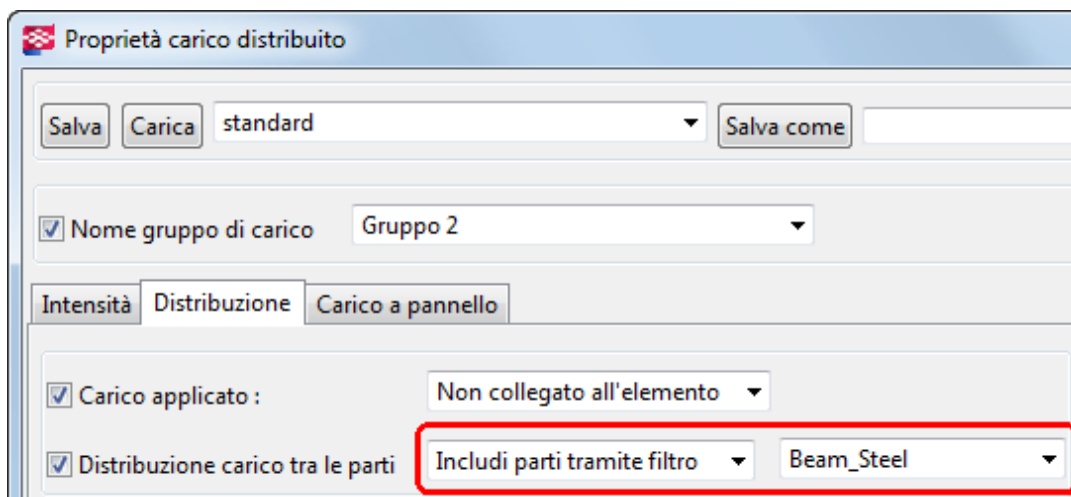 Proprietà carico distribuito
Salva Carica standard Salva come
Nome gruppo di carico Gruppo 2
Intensità Distribuzione Carico a pannello
Carico applicato : Non collegato all'elemento
Distribuzione carico tra le parti Includi parti tramite filtro Beam_Steel